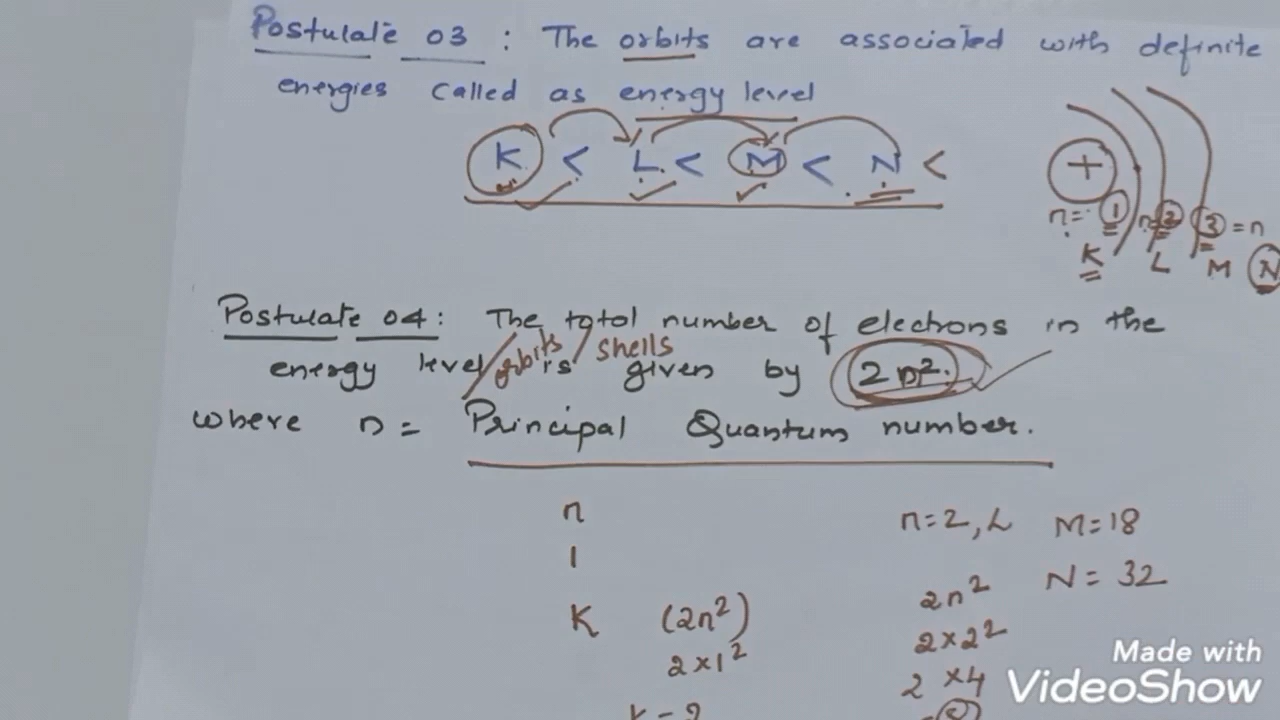 Postulate 03 : The orbits are associated with definite
energies called as energy level
K < L < M < N <
+
n = 1 n 2 3 = n
K L M N
Postulate 04 : The total number of electrons in the
energy level / orbits / shells is given by 2n².
where n = Principal Quantum number.
n
1
K (2n²)
2×1²
K = 2
n=2, L
2n²
2×2²
2 ×4
M=18
N = 32
Made with
VideoShow